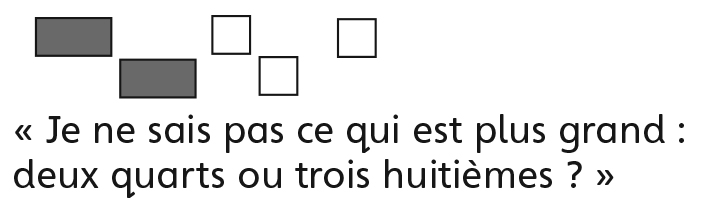 « Je ne sais pas ce qui est plus grand :
deux quarts ou trois huitièmes ? »